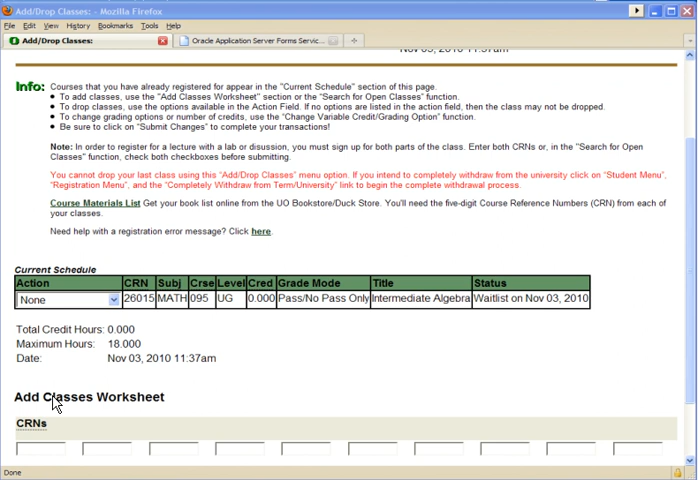 Add/Drop Classes: - Mozilla Firefox
File Edit View History Bookmarks Tools Help
Add/Drop Classes: Oracle Application Server Forms Servic...
Nov 03, 2010 11:37am
Info: Courses that you have already registered for appear in the "Current Schedule" section of this page.
To add classes, use the "Add Classes Worksheet" section or the "Search for Open Classes" function.
To drop classes, use the options available in the Action Field. If no options are listed in the action field, then the class may not be dropped.
To change grading options or number of credits, use the "Change Variable Credit/Grading Option" function.
Be sure to click on "Submit Changes" to complete your transactions!
Note: In order to register for a lecture with a lab or disussion, you must sign up for both parts of the class. Enter both CRNs or, in the "Search for Open
Classes" function, check both checkboxes before submitting.
You cannot drop your last class using this "Add/Drop Classes" menu option. If you intend to completely withdraw from the university click on "Student Menu",
"Registration Menu", and the "Completely Withdraw from Term/University" link to begin the complete withdrawal process.
Course Materials List Get your book list online from the UO Bookstore/Duck Store. You'll need the five-digit Course Reference Numbers (CRN) from each of
your classes.
Need help with a registration error message? Click here.
Current Schedule
Action CRN Subj Crse Level Cred Grade Mode Title Status
None 26015 MATH 095 UG 0.000 Pass/No Pass Only Intermediate Algebra Waitlist on Nov 03, 2010
Total Credit Hours: 0.000
Maximum Hours: 18.000
Date: Nov 03, 2010 11:37am
Add Classes Worksheet
CRNs
Done